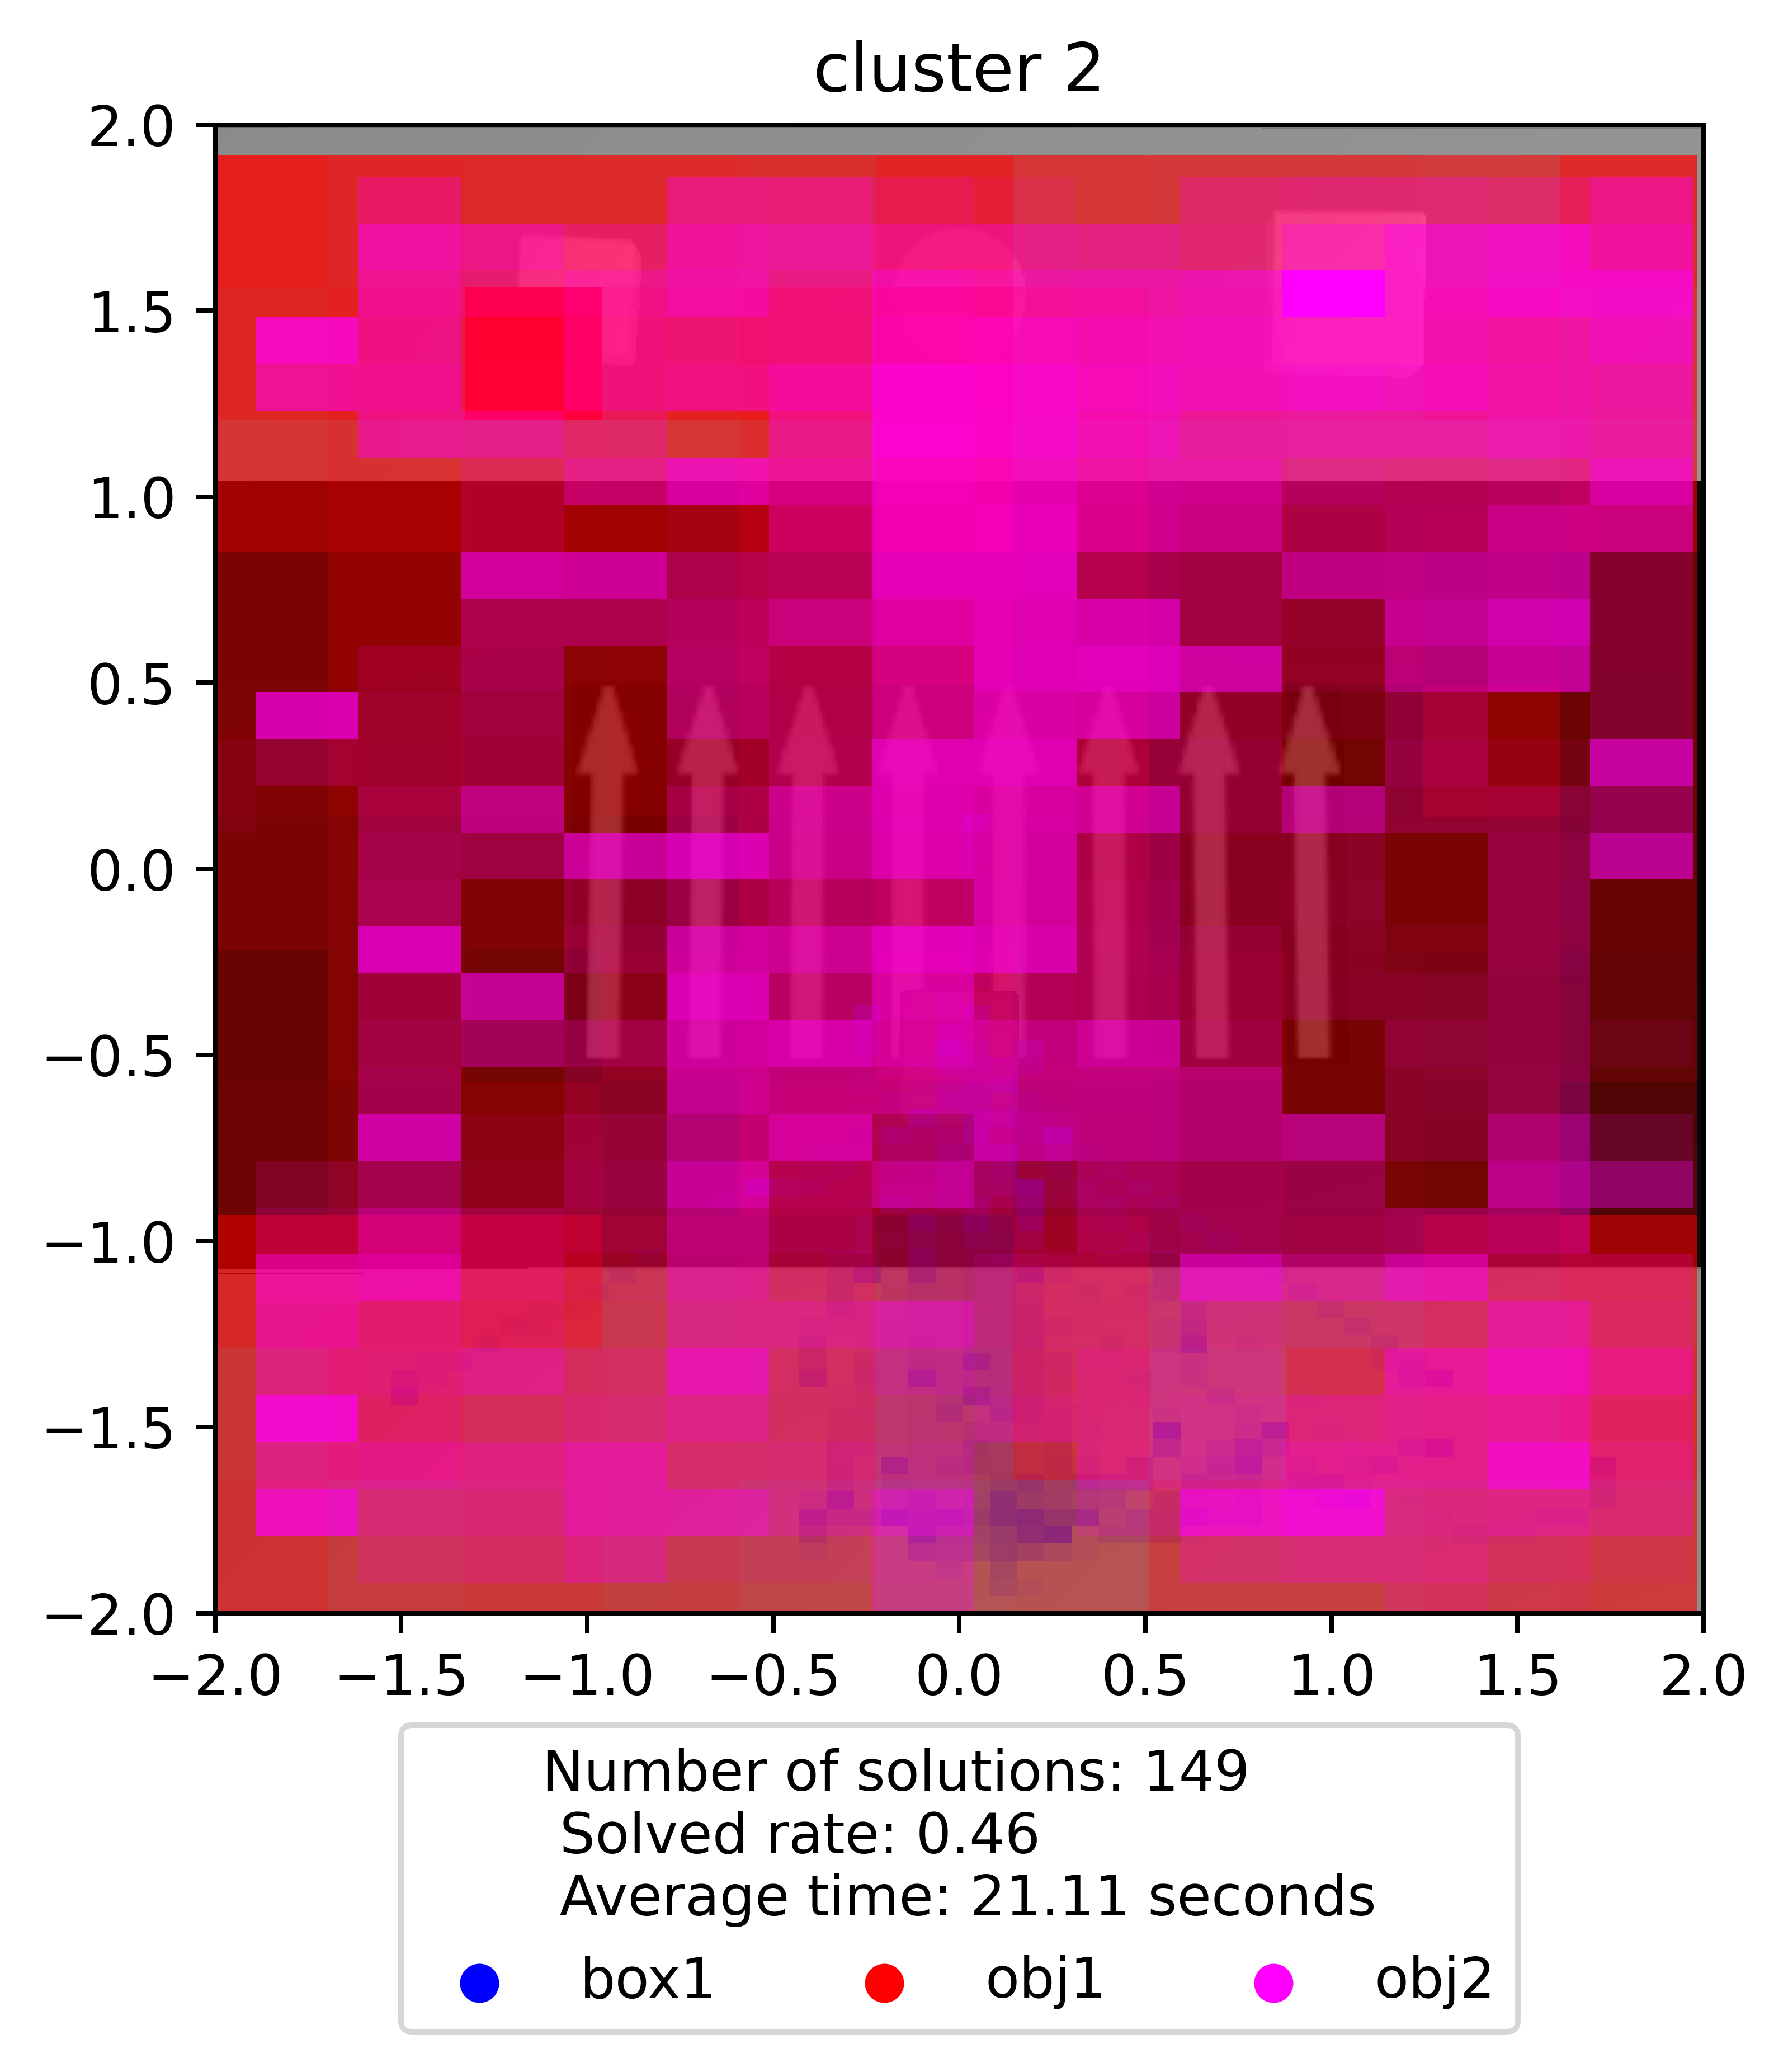 cluster 2
2.0
1.5
1.0
0.5
0.0
−0.5
−1.0
−1.5
−2.0
−2.0 −1.5 −1.0 −0.5 0.0 0.5 1.0 1.5 2.0
Number of solutions: 149
Solved rate: 0.46
Average time: 21.11 seconds
box1 obj1 obj2